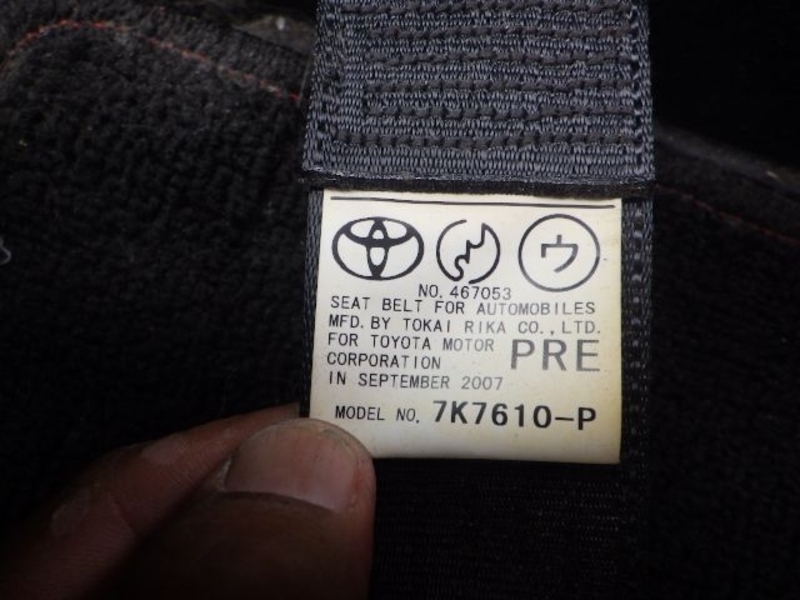 ウ
NO. 467053
SEAT BELT FOR AUTOMOBILES
MFD. BY TOKAI RIKA CO., LTD.
FOR TOYOTA MOTOR PRE
CORPORATION
IN SEPTEMBER 2007
MODEL NO. 7K7610-P